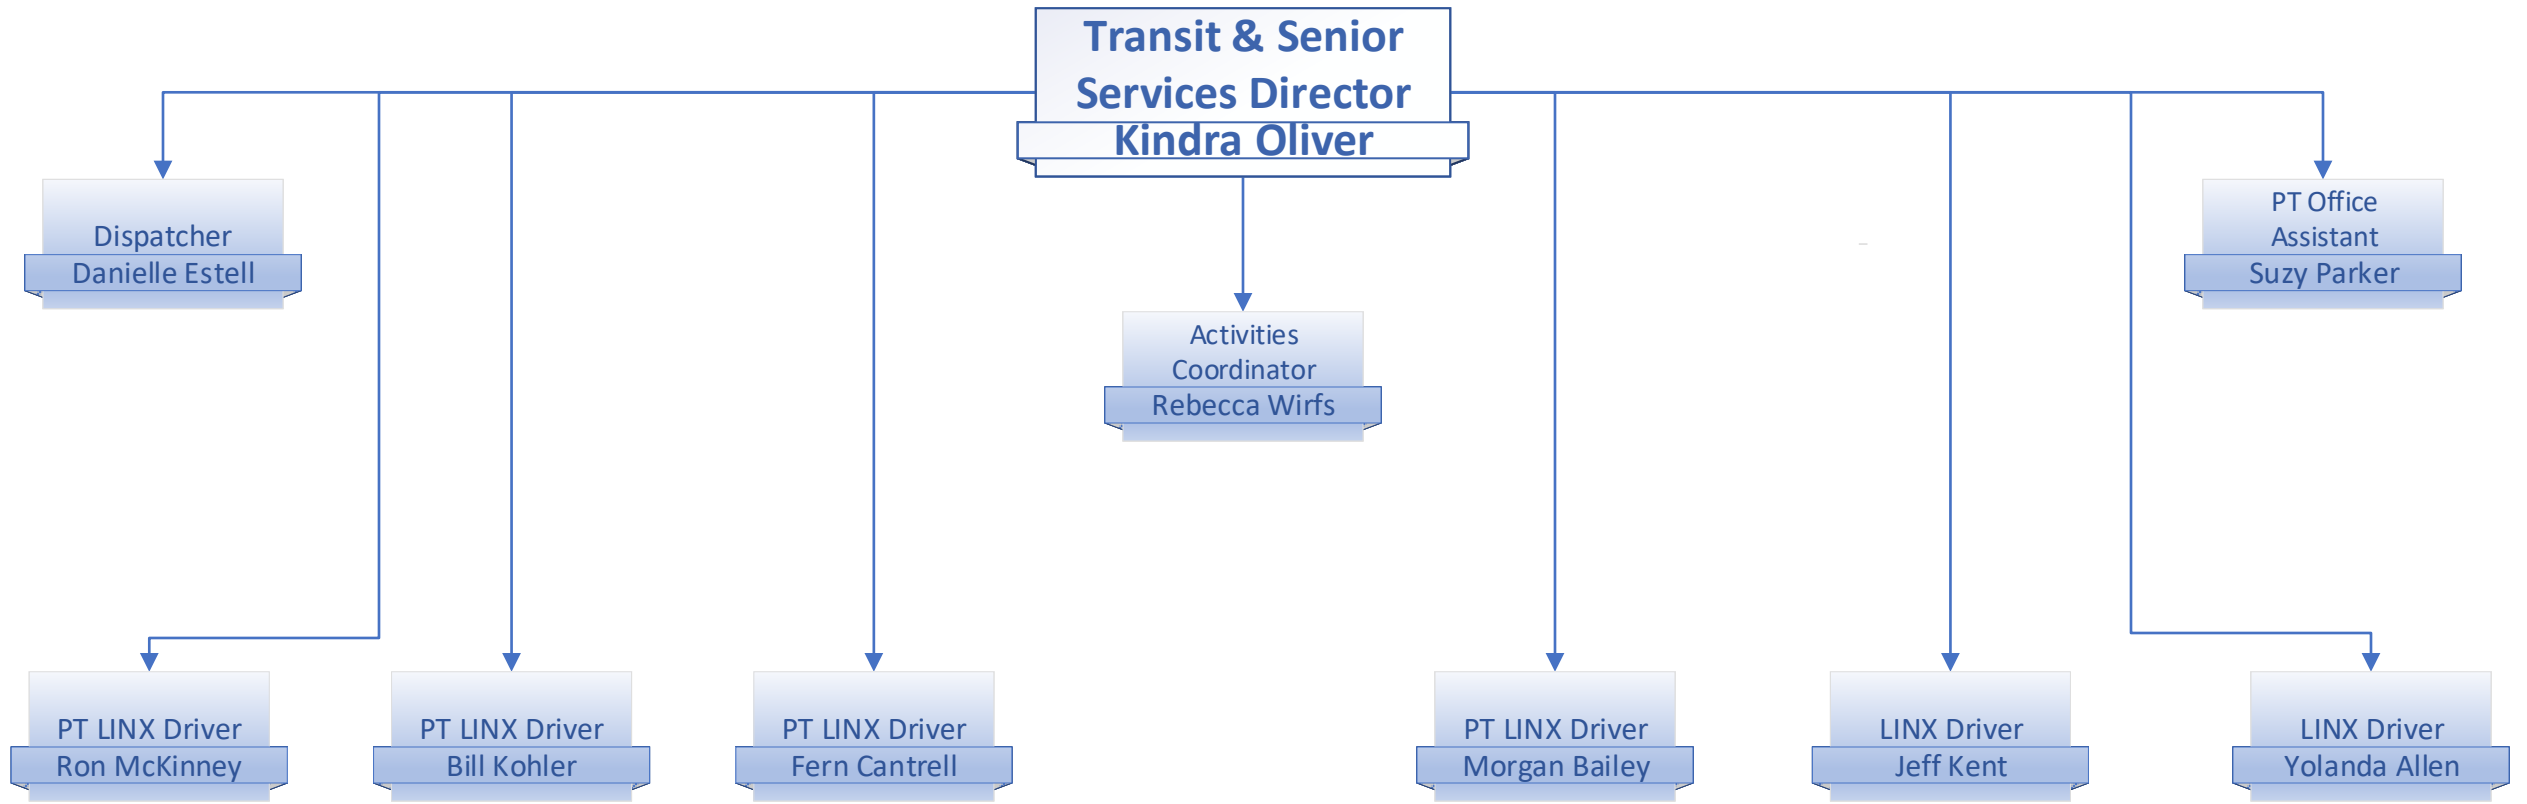 Transit & Senior
Services Director
Kindra Oliver
Dispatcher
Danielle Estell
PT Office
Assistant
Suzy Parker
Activities
Coordinator
Rebecca Wirfs
PT LINX Driver
Ron McKinney
PT LINX Driver
Bill Kohler
PT LINX Driver
Fern Cantrell
PT LINX Driver
Morgan Bailey
LINX Driver
Jeff Kent
LINX Driver
Yolanda Allen